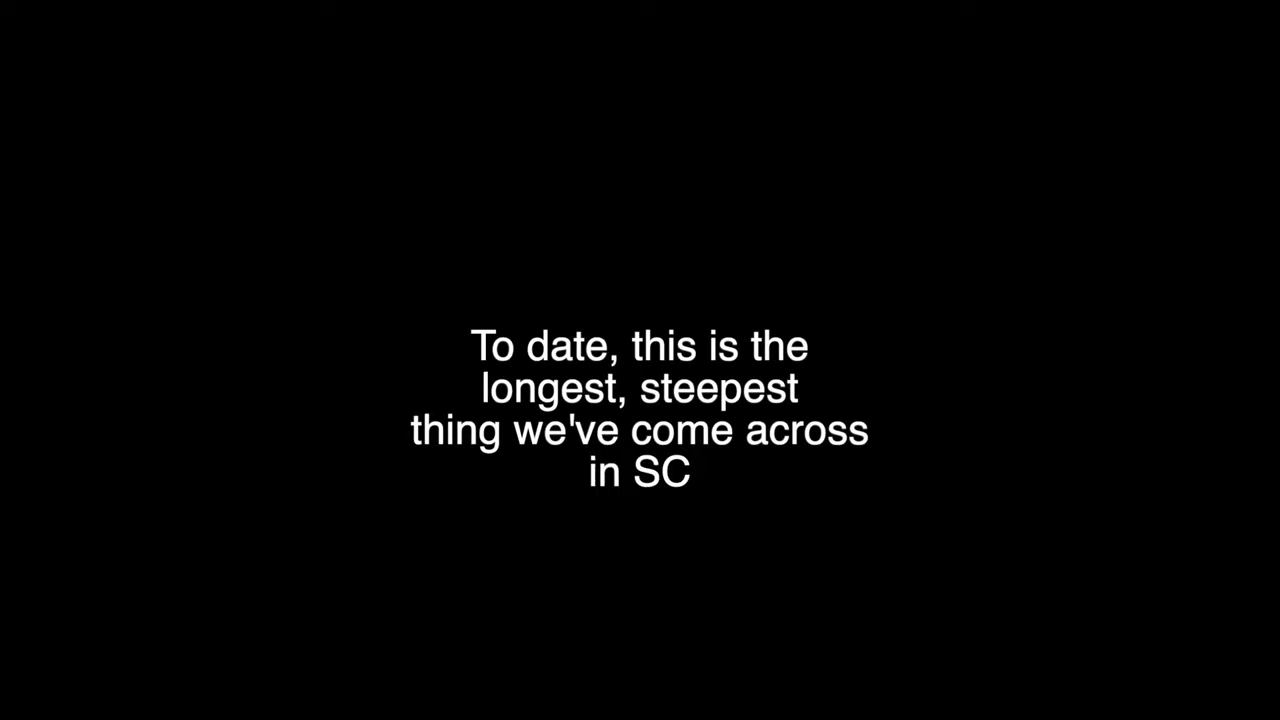 To date, this is the
longest, steepest
thing we've come across
in SC